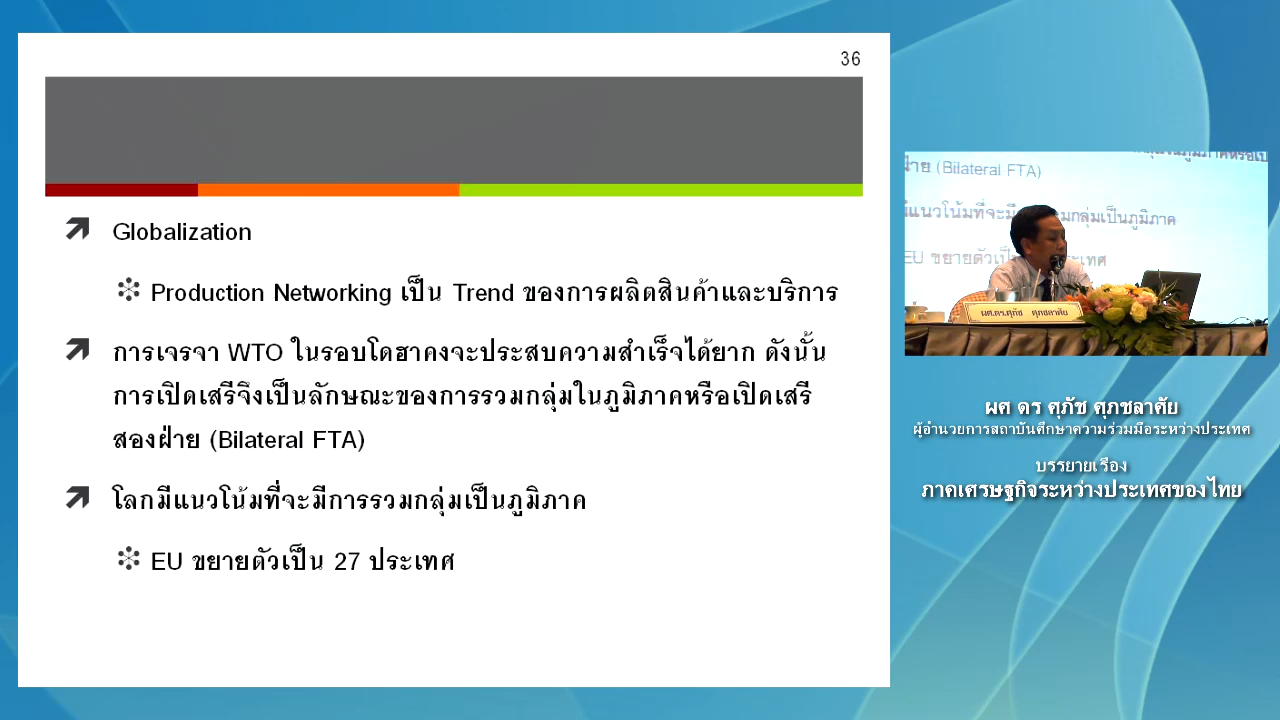 36
Globalization
Production Networking เป็น Trend ของการผลิตสินค้าและบริการ
การเจรจา WTO ในรอบโดฮาคงจะประสบความสำเร็จได้ยาก ดังนั้น
การเปิดเสรีจึงเป็นลักษณะของการรวมกลุ่มในภูมิภาคหรือเปิดเสรี
สองฝ่าย (Bilateral FTA)
โลกมีแนวโน้มที่จะมีการรวมกลุ่มเป็นภูมิภาค
EU ขยายตัวเป็น 27 ประเทศ
ฝ่าย (Bilateral FTA)
มีแนวโน้มที่จะมี รวมกลุ่มเป็นภูมิภาค
EU ขยายตัวเป็น
ผศ.ดร.ศุภัช ศุภชลาศัย
ผศ ดร ศุภัช ศุภชลาศัย
ผู้อำนวยการสถาบันศึกษาความร่วมมือระหว่างประเทศ
บรรยายเรื่อง
ภาคเศรษฐกิจระหว่างประเทศของไทย